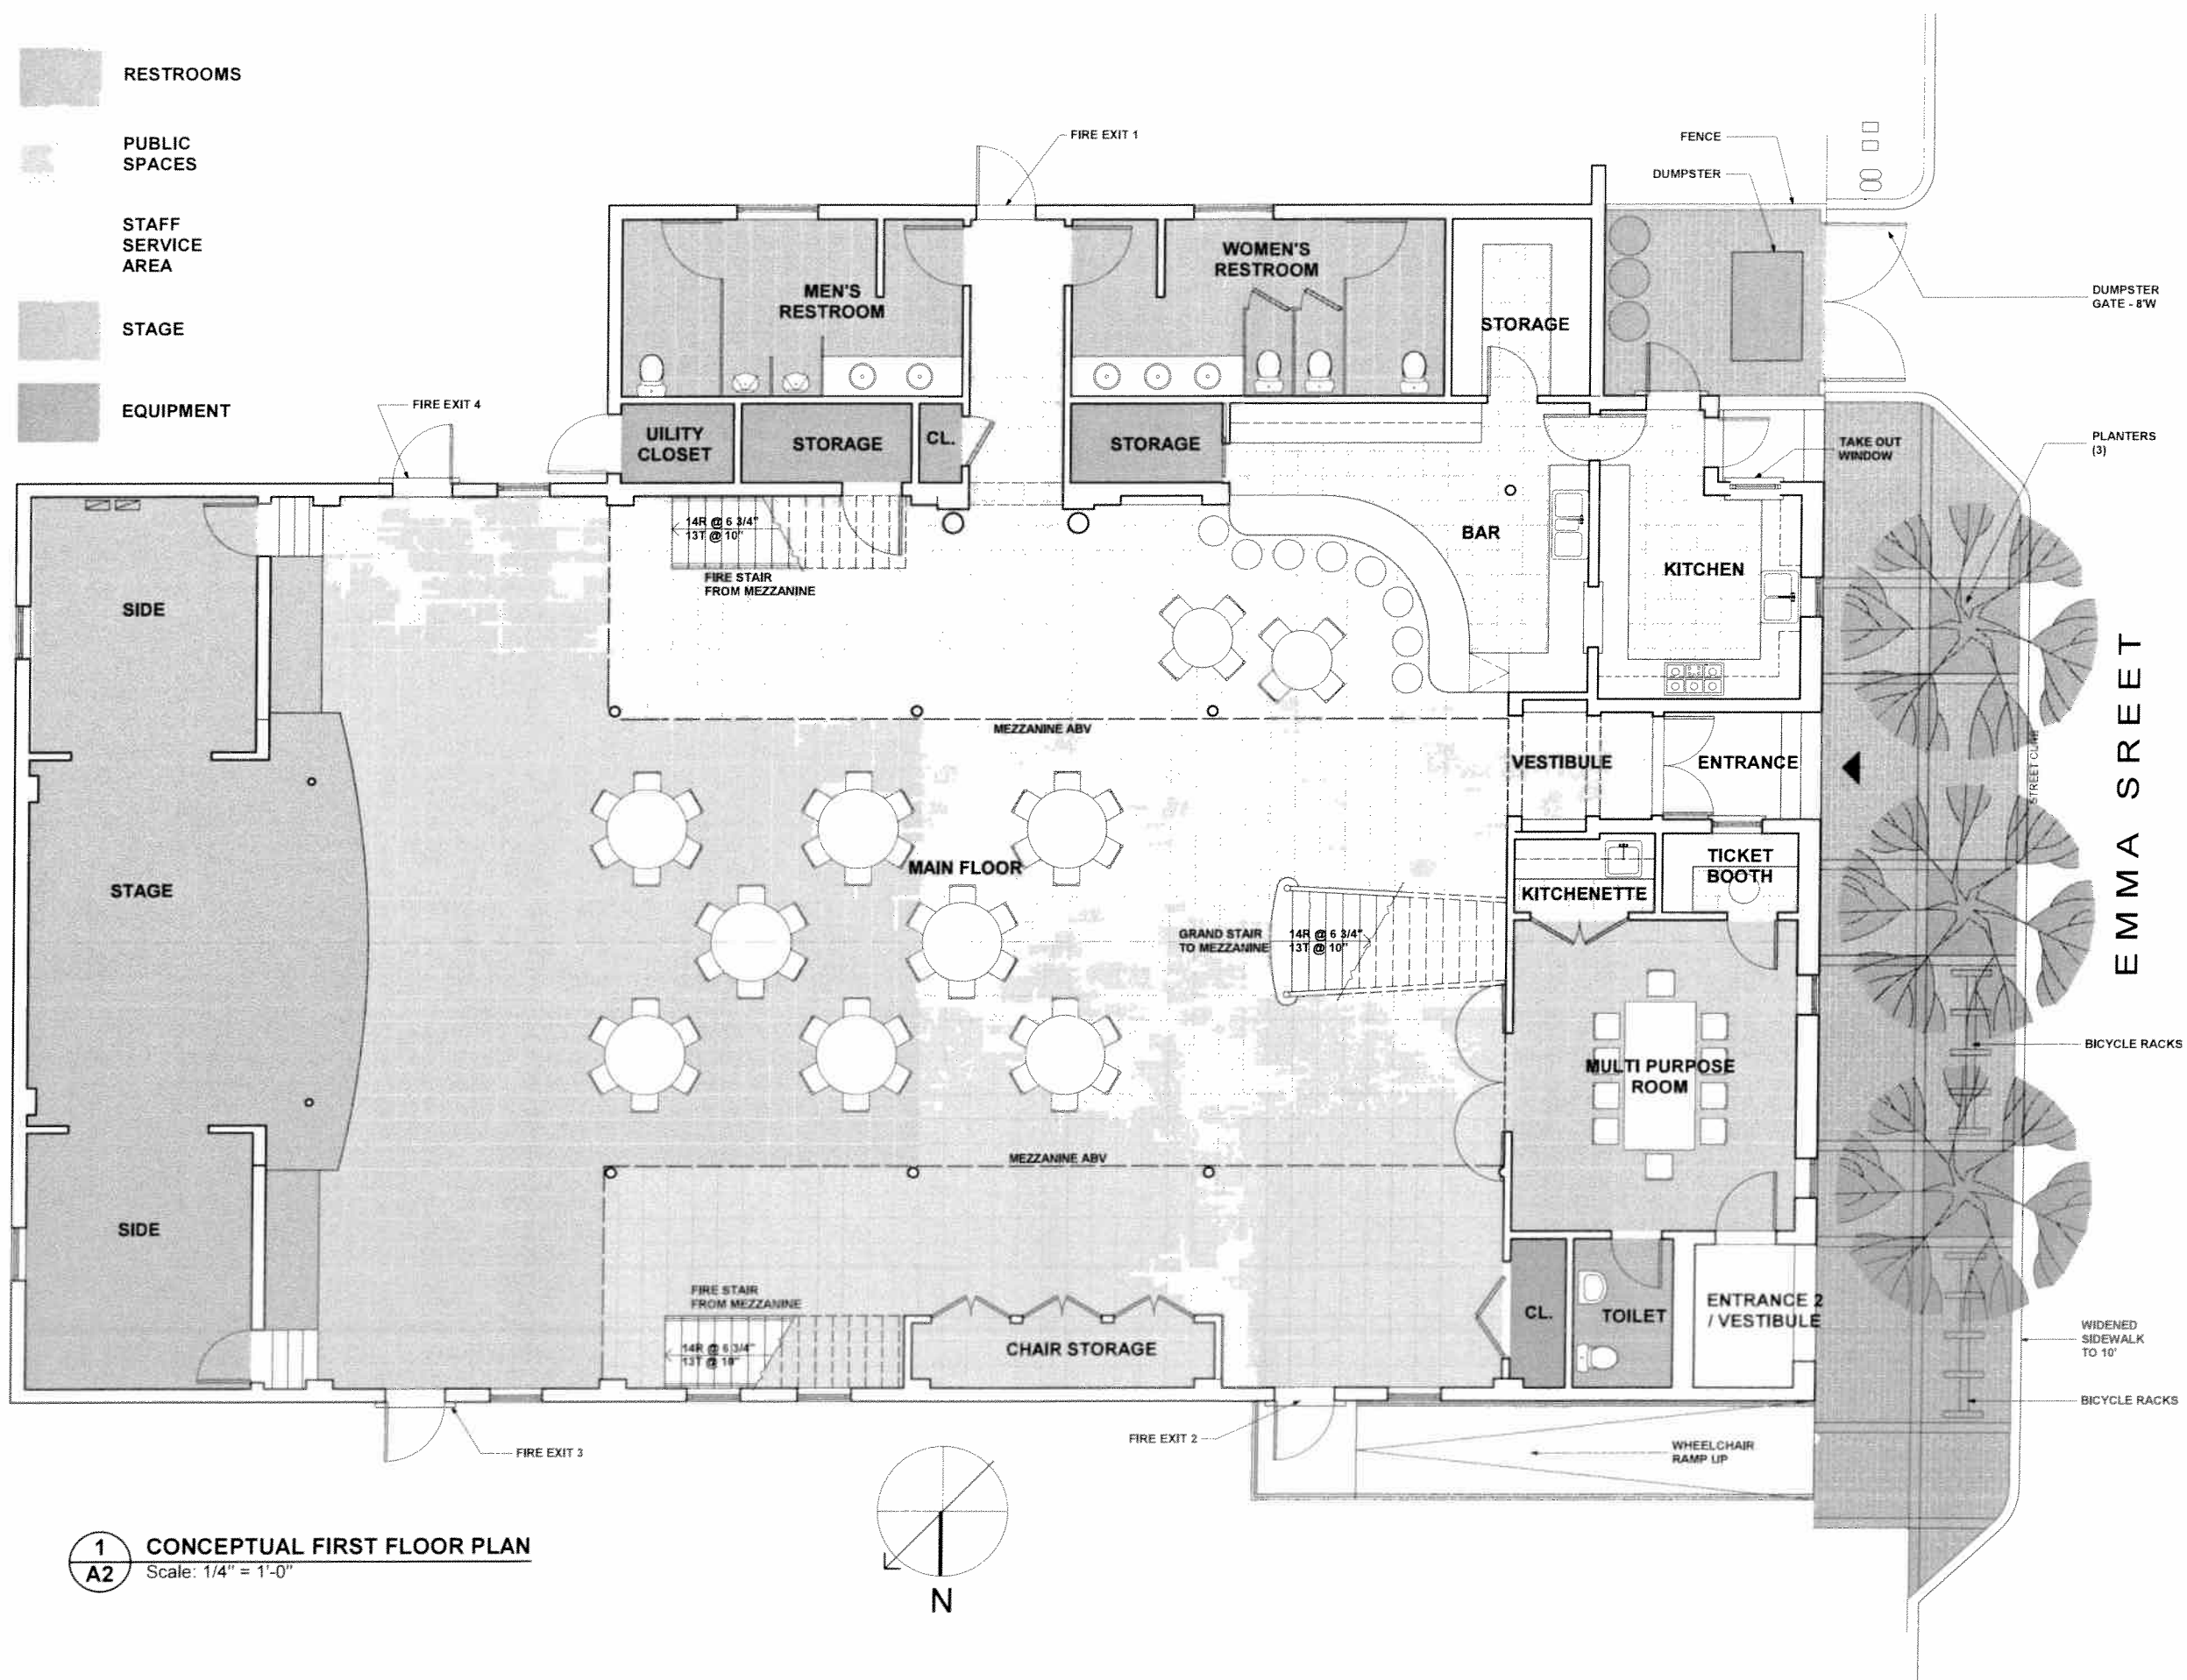 RESTROOMS
PUBLIC
SPACES
STAFF
SERVICE
AREA
STAGE
EQUIPMENT
FIRE EXIT 1
FENCE
DUMPSTER
DUMPSTER
GATE - 8'W
WOMEN'S
RESTROOM
MEN'S
RESTROOM
STORAGE
FIRE EXIT 4
UILITY
CLOSET
STORAGE
CL.
STORAGE
TAKE OUT
WINDOW
PLANTERS
(3)
14R @ 6 3/4"
13T @ 10"
FIRE STAIR
FROM MEZZANINE
BAR
KITCHEN
SIDE
MEZZANINE ABV
VESTIBULE
ENTRANCE
STREET CURB
EMMA SREET
MAIN FLOOR
TICKET
BOOTH
KITCHENETTE
STAGE
GRAND STAIR
TO MEZZANINE
14R @ 6 3/4"
13T @ 10"
BICYCLE RACKS
MULTI PURPOSE
ROOM
MEZZANINE ABV
SIDE
FIRE STAIR
FROM MEZZANINE
14R @ 6 3/4"
13T @ 10"
CHAIR STORAGE
CL.
TOILET
ENTRANCE 2
/ VESTIBULE
WIDENED
SIDEWALK
TO 10'
BICYCLE RACKS
FIRE EXIT 3
FIRE EXIT 2
WHEELCHAIR
RAMP UP
N
1
A2
CONCEPTUAL FIRST FLOOR PLAN
Scale: 1/4" = 1'-0"